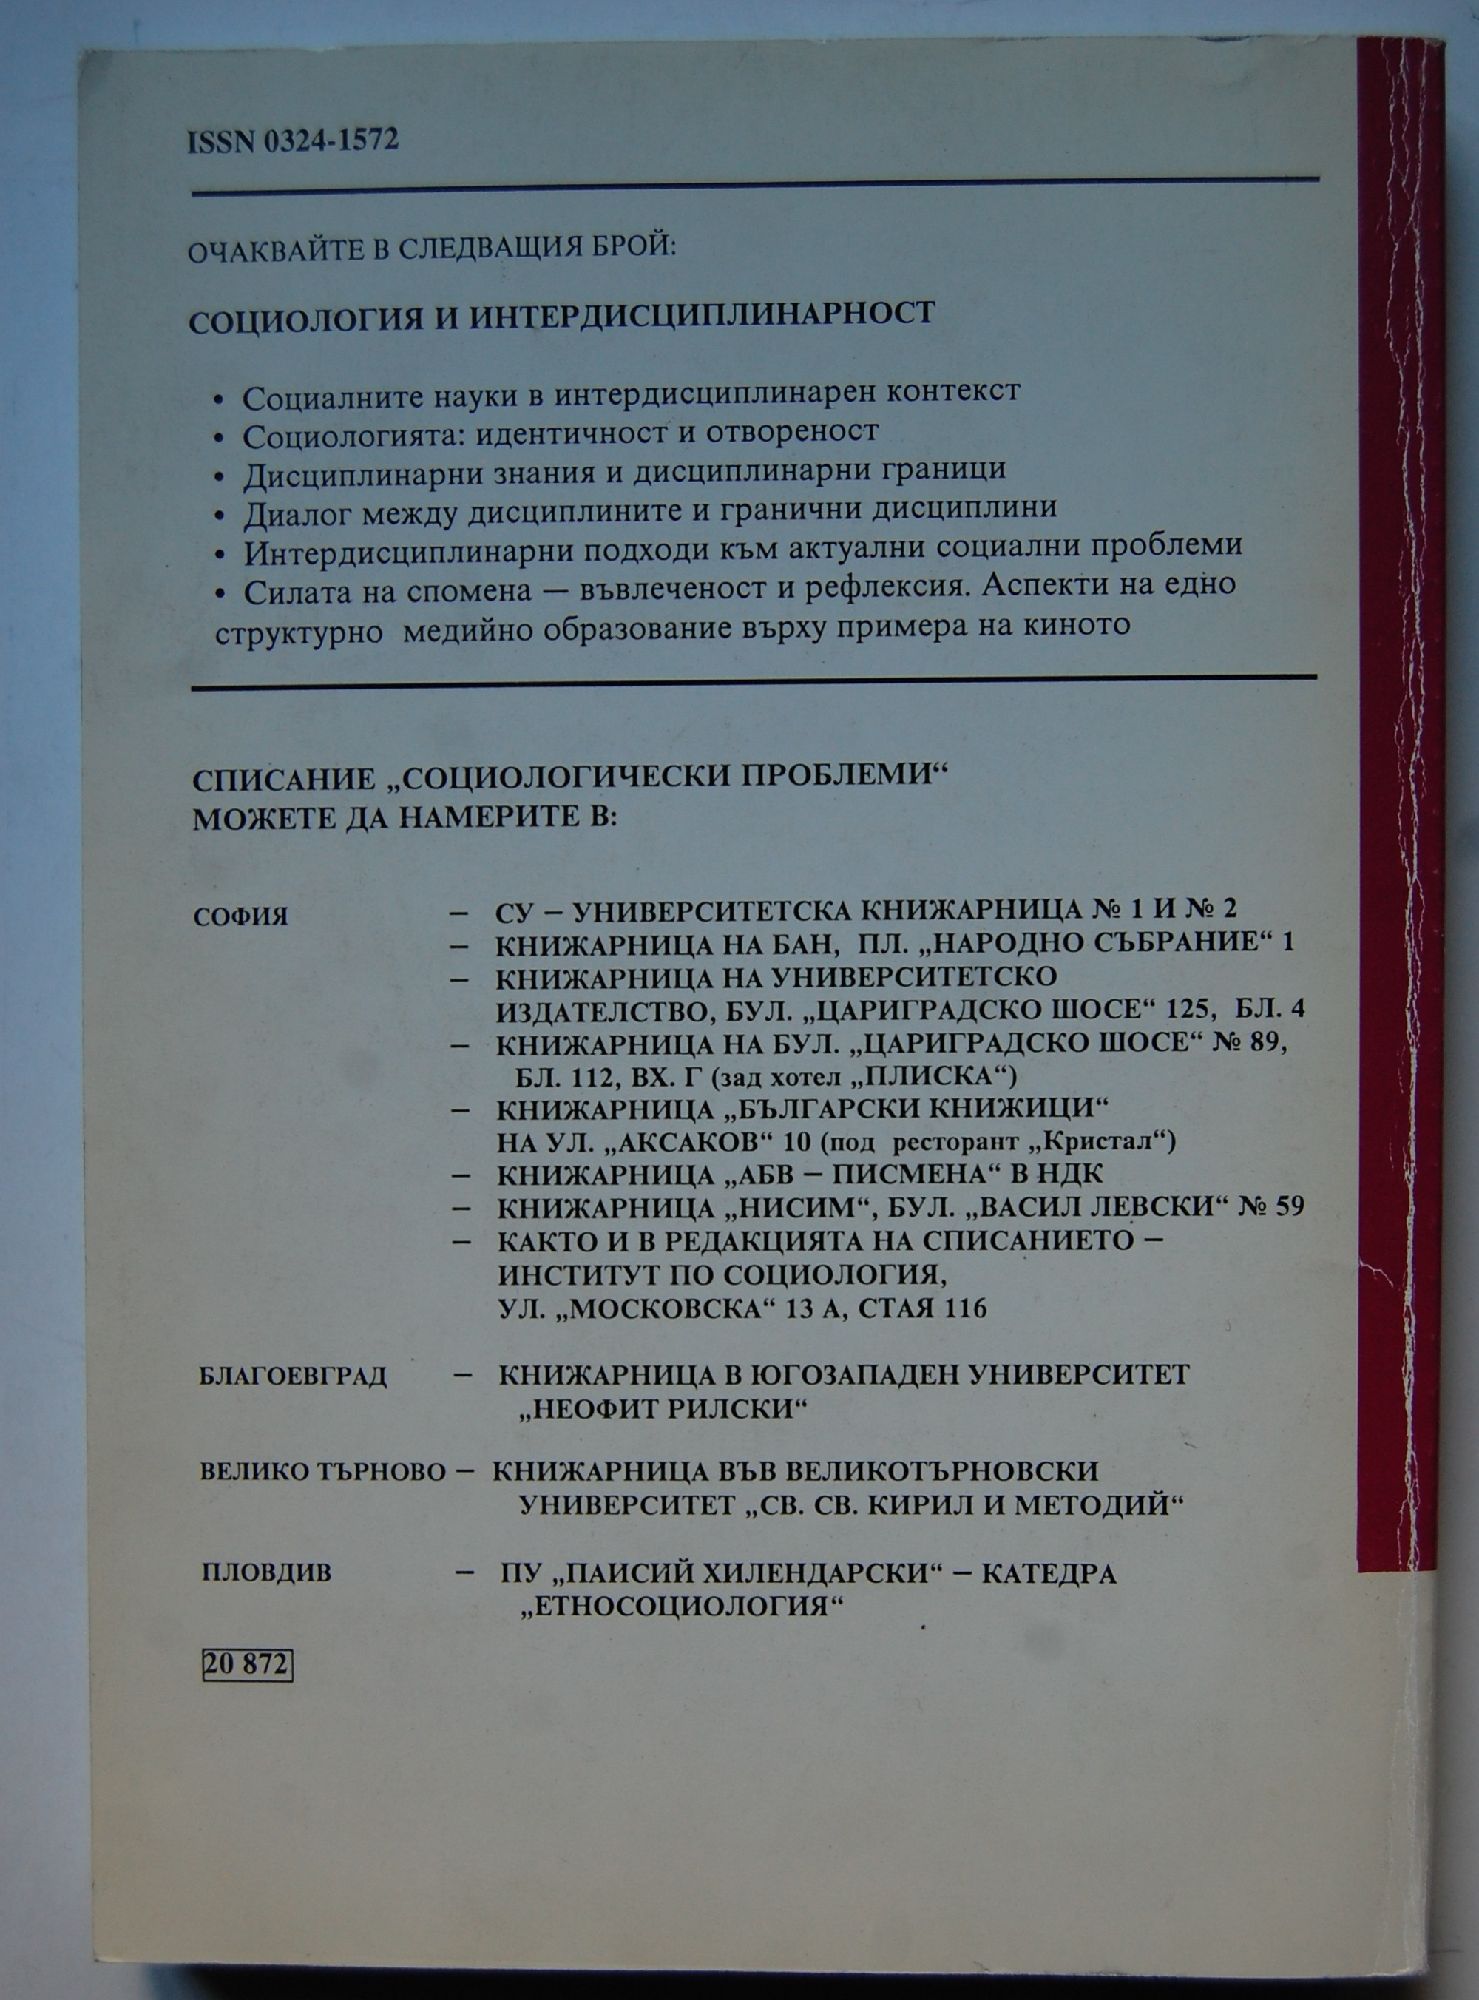 ISSN 0324-1572
ОЧАКВАЙТЕ В СЛЕДВАЩИЯ БРОЙ:
СОЦИОЛОГИЯ И ИНТЕРДИСЦИПЛИНАРНОСТ
• Социалните науки в интердисциплинарен контекст
• Социологията: идентичност и отвореност
• Дисциплинарни знания и дисциплинарни граници
• Диалог между дисциплините и гранични дисциплини
• Интердисциплинарни подходи към актуални социални проблеми
• Силата на спомена — въвлеченост и рефлексия. Аспекти на едно
структурно медийно образование върху примера на киното
СПИСАНИЕ „СОЦИОЛОГИЧЕСКИ ПРОБЛЕМИ“
МОЖЕТЕ ДА НАМЕРИТЕ В:
СОФИЯ – СУ – УНИВЕРСИТЕТСКА КНИЖАРНИЦА № 1 И № 2
– КНИЖАРНИЦА НА БАН, ПЛ. „НАРОДНО СЪБРАНИЕ“ 1
– КНИЖАРНИЦА НА УНИВЕРСИТЕТСКО
ИЗДАТЕЛСТВО, БУЛ. „ЦАРИГРАДСКО ШОСЕ“ 125, БЛ. 4
– КНИЖАРНИЦА НА БУЛ. „ЦАРИГРАДСКО ШОСЕ“ № 89,
БЛ. 112, ВХ. Г (зад хотел „ПЛИСКА“)
– КНИЖАРНИЦА „БЪЛГАРСКИ КНИЖИЦИ“
НА УЛ. „АКСАКОВ“ 10 (под ресторант „Кристал“)
– КНИЖАРНИЦА „АБВ – ПИСМЕНА“ В НДК
– КНИЖАРНИЦА „НИСИМ“, БУЛ. „ВАСИЛ ЛЕВСКИ“ № 59
– КАКТО И В РЕДАКЦИЯТА НА СПИСАНИЕТО –
ИНСТИТУТ ПО СОЦИОЛОГИЯ,
УЛ. „МОСКОВСКА“ 13 А, СТАЯ 116
БЛАГОЕВГРАД – КНИЖАРНИЦА В ЮГОЗАПАДЕН УНИВЕРСИТЕТ
„НЕОФИТ РИЛСКИ“
ВЕЛИКО ТЪРНОВО – КНИЖАРНИЦА ВЪВ ВЕЛИКОТЪРНОВСКИ
УНИВЕРСИТЕТ „СВ. СВ. КИРИЛ И МЕТОДИЙ“
ПЛОВДИВ – ПУ „ПАИСИЙ ХИЛЕНДАРСКИ“ – КАТЕДРА
„ЕТНОСОЦИОЛОГИЯ“
20 872